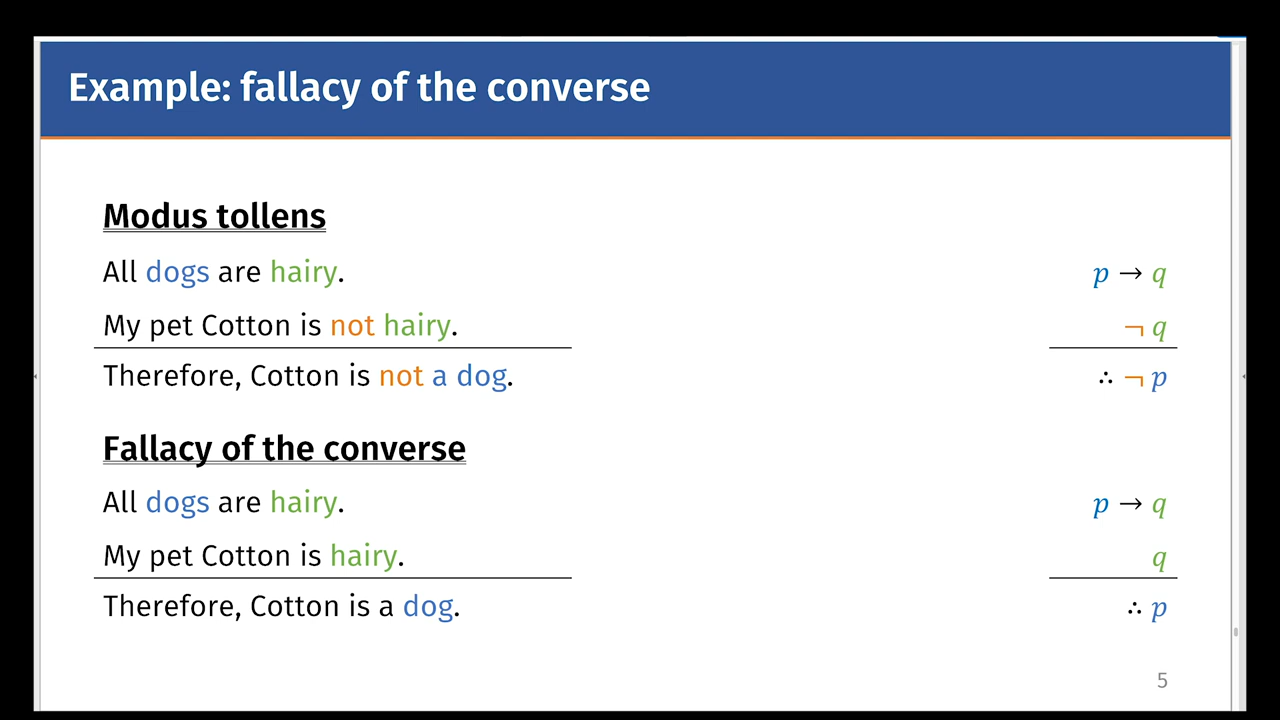 Example: fallacy of the converse
Modus tollens
All dogs are hairy. p → q
My pet Cotton is not hairy. ¬ q
Therefore, Cotton is not a dog. ∴ ¬ p
Fallacy of the converse
All dogs are hairy. p → q
My pet Cotton is hairy. q
Therefore, Cotton is a dog. ∴ p
5